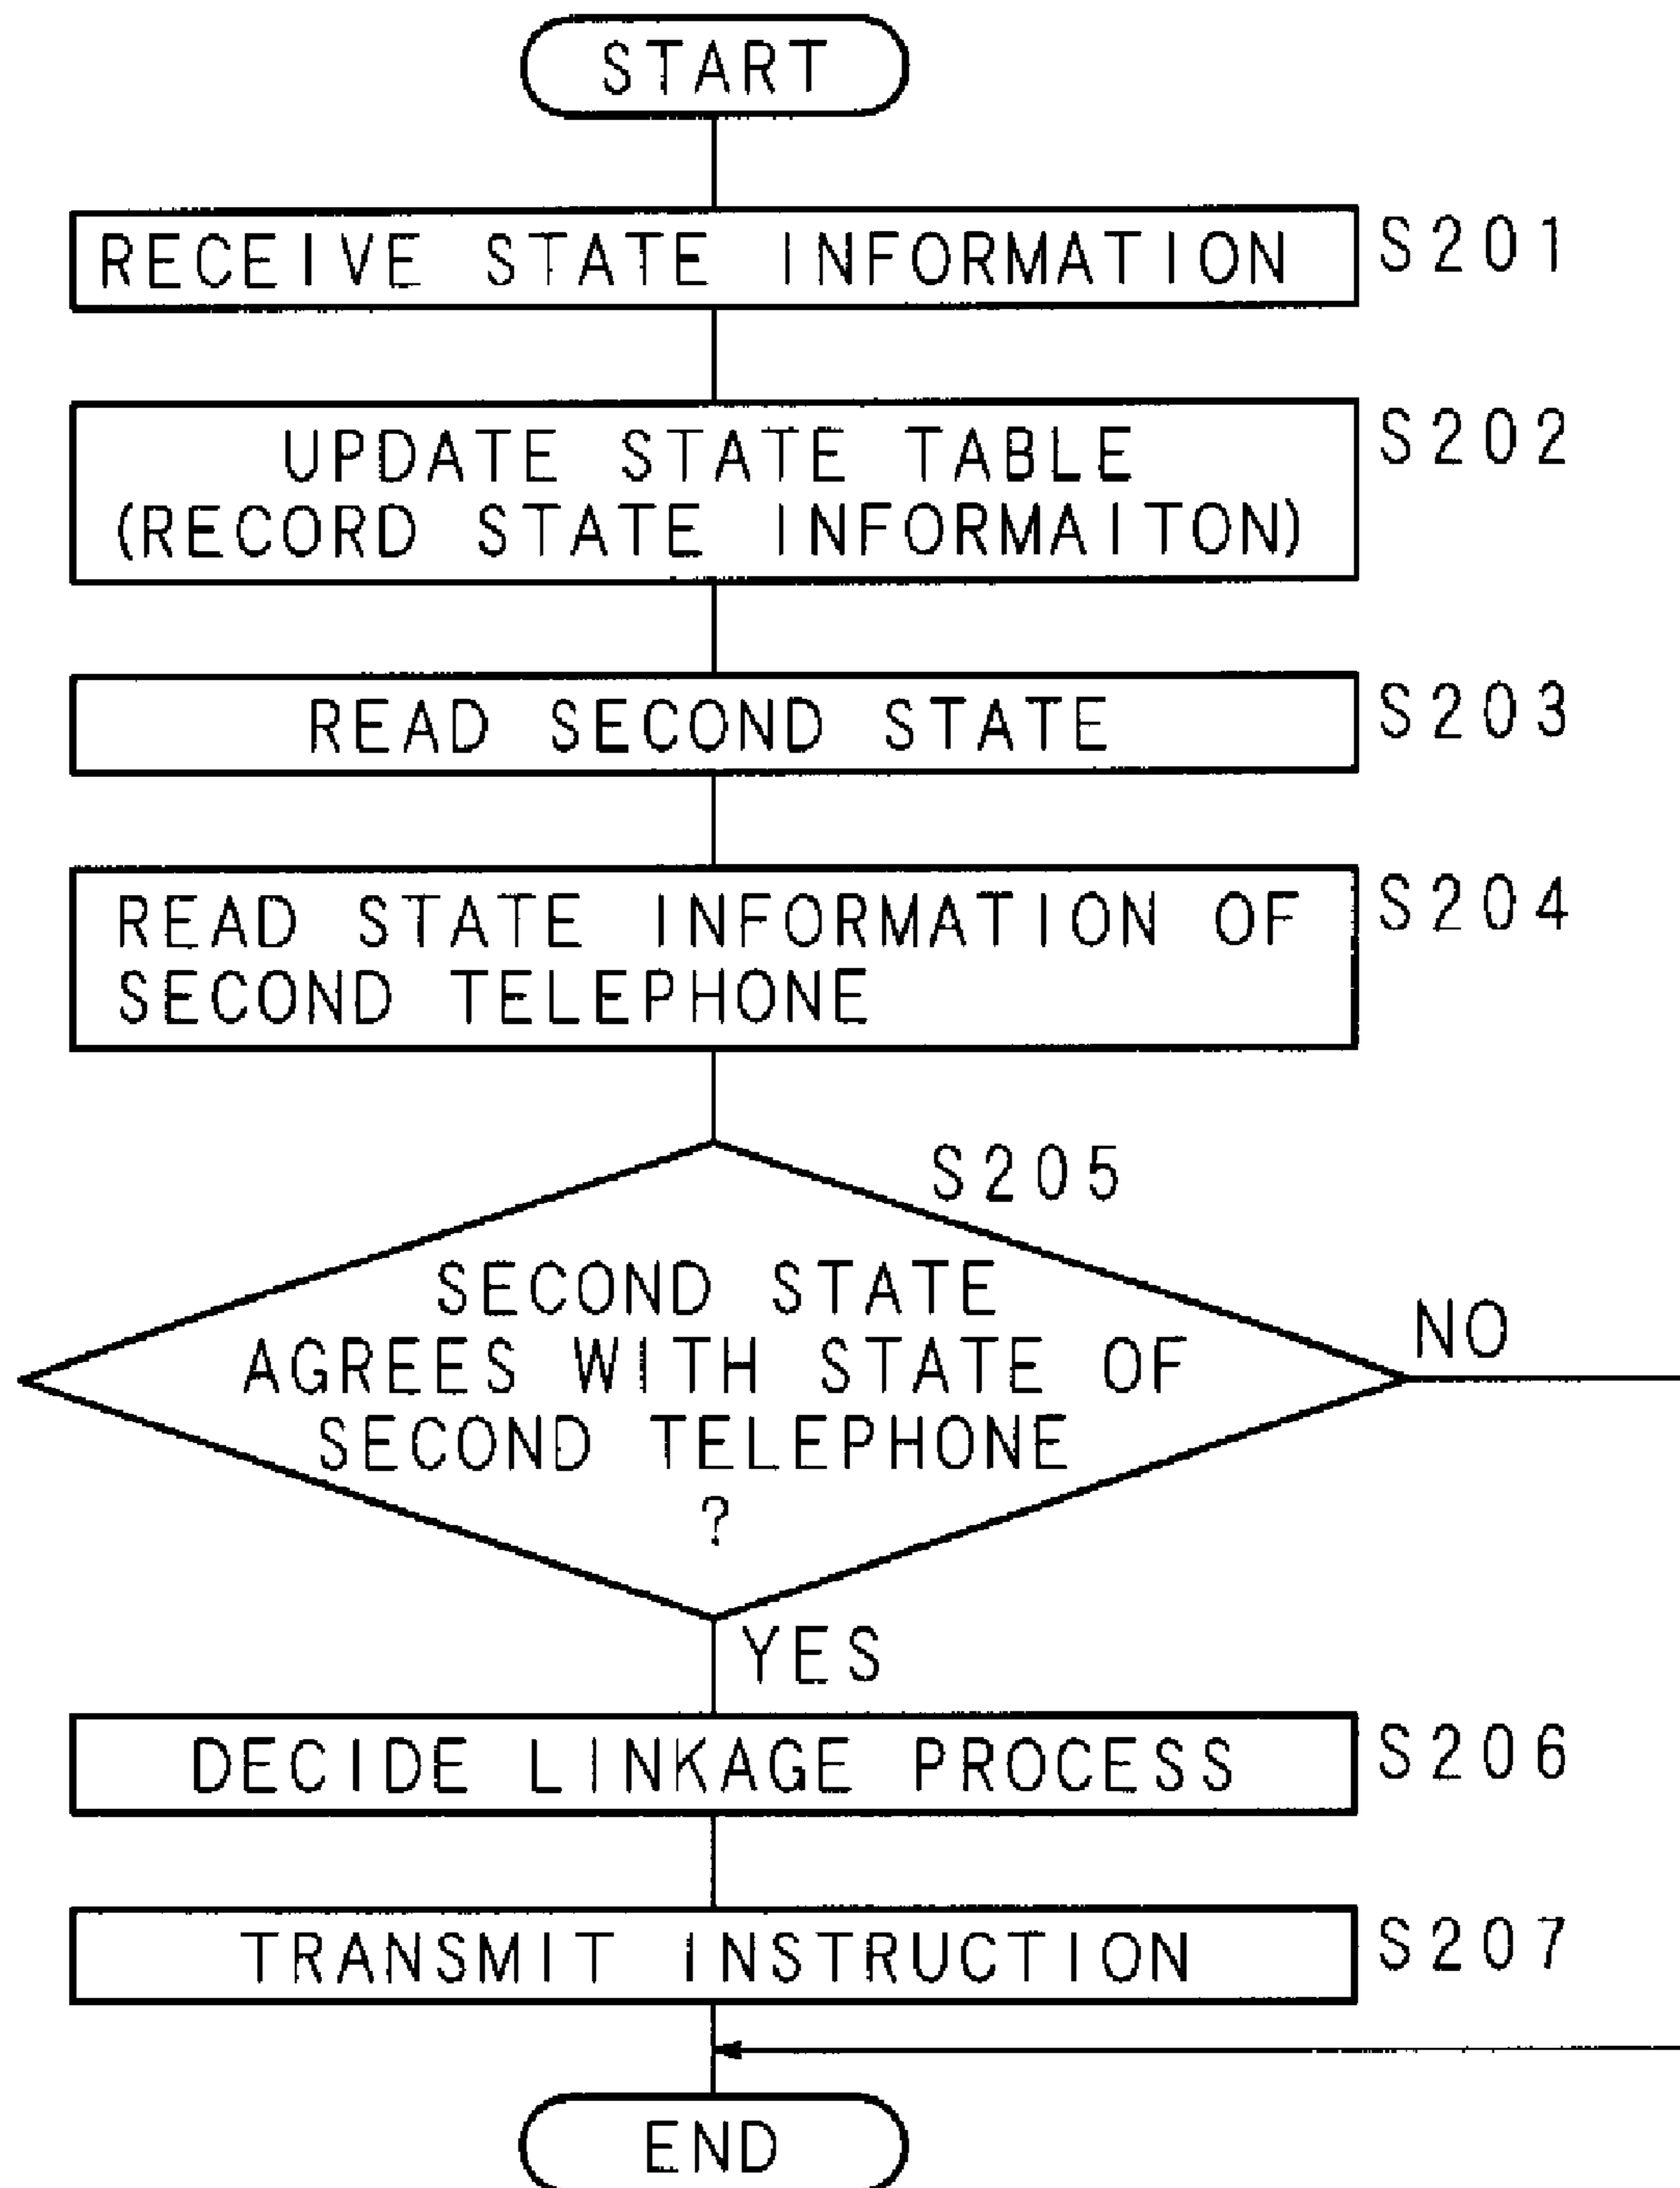 START
RECEIVE STATE INFORMATION
S201
UPDATE STATE TABLE
(RECORD STATE INFORMAITON)
S202
READ SECOND STATE
S203
READ STATE INFORMATION OF
SECOND TELEPHONE
S204
S205
SECOND STATE
AGREES WITH STATE OF
SECOND TELEPHONE
?
NO
YES
DECIDE LINKAGE PROCESS
S206
TRANSMIT INSTRUCTION
S207
END